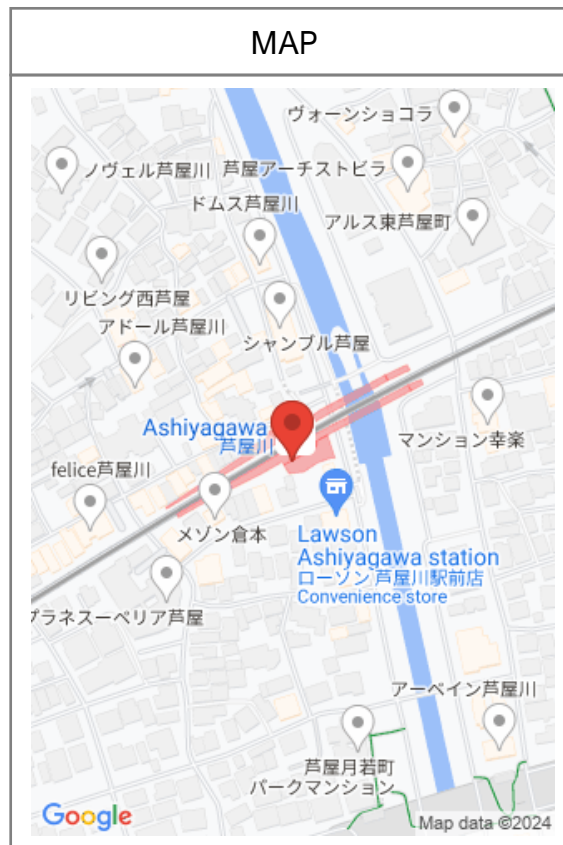 MAP
ヴォーンショコラ
ノヴェル芦屋川
芦屋アーチストビラ
ドムス芦屋川
アルス東芦屋町
リビング西芦屋
アドール芦屋川
シャンブル芦屋
Ashiyagawa
芦屋川
マンション幸楽
felice芦屋川
メゾン倉本
Lawson
Ashiyagawa station
ローソン 芦屋川駅前店
Convenience store
プラネスーペリア芦屋
アーベイン芦屋川
芦屋月若町
パークマンション
Google
Map data ©2024